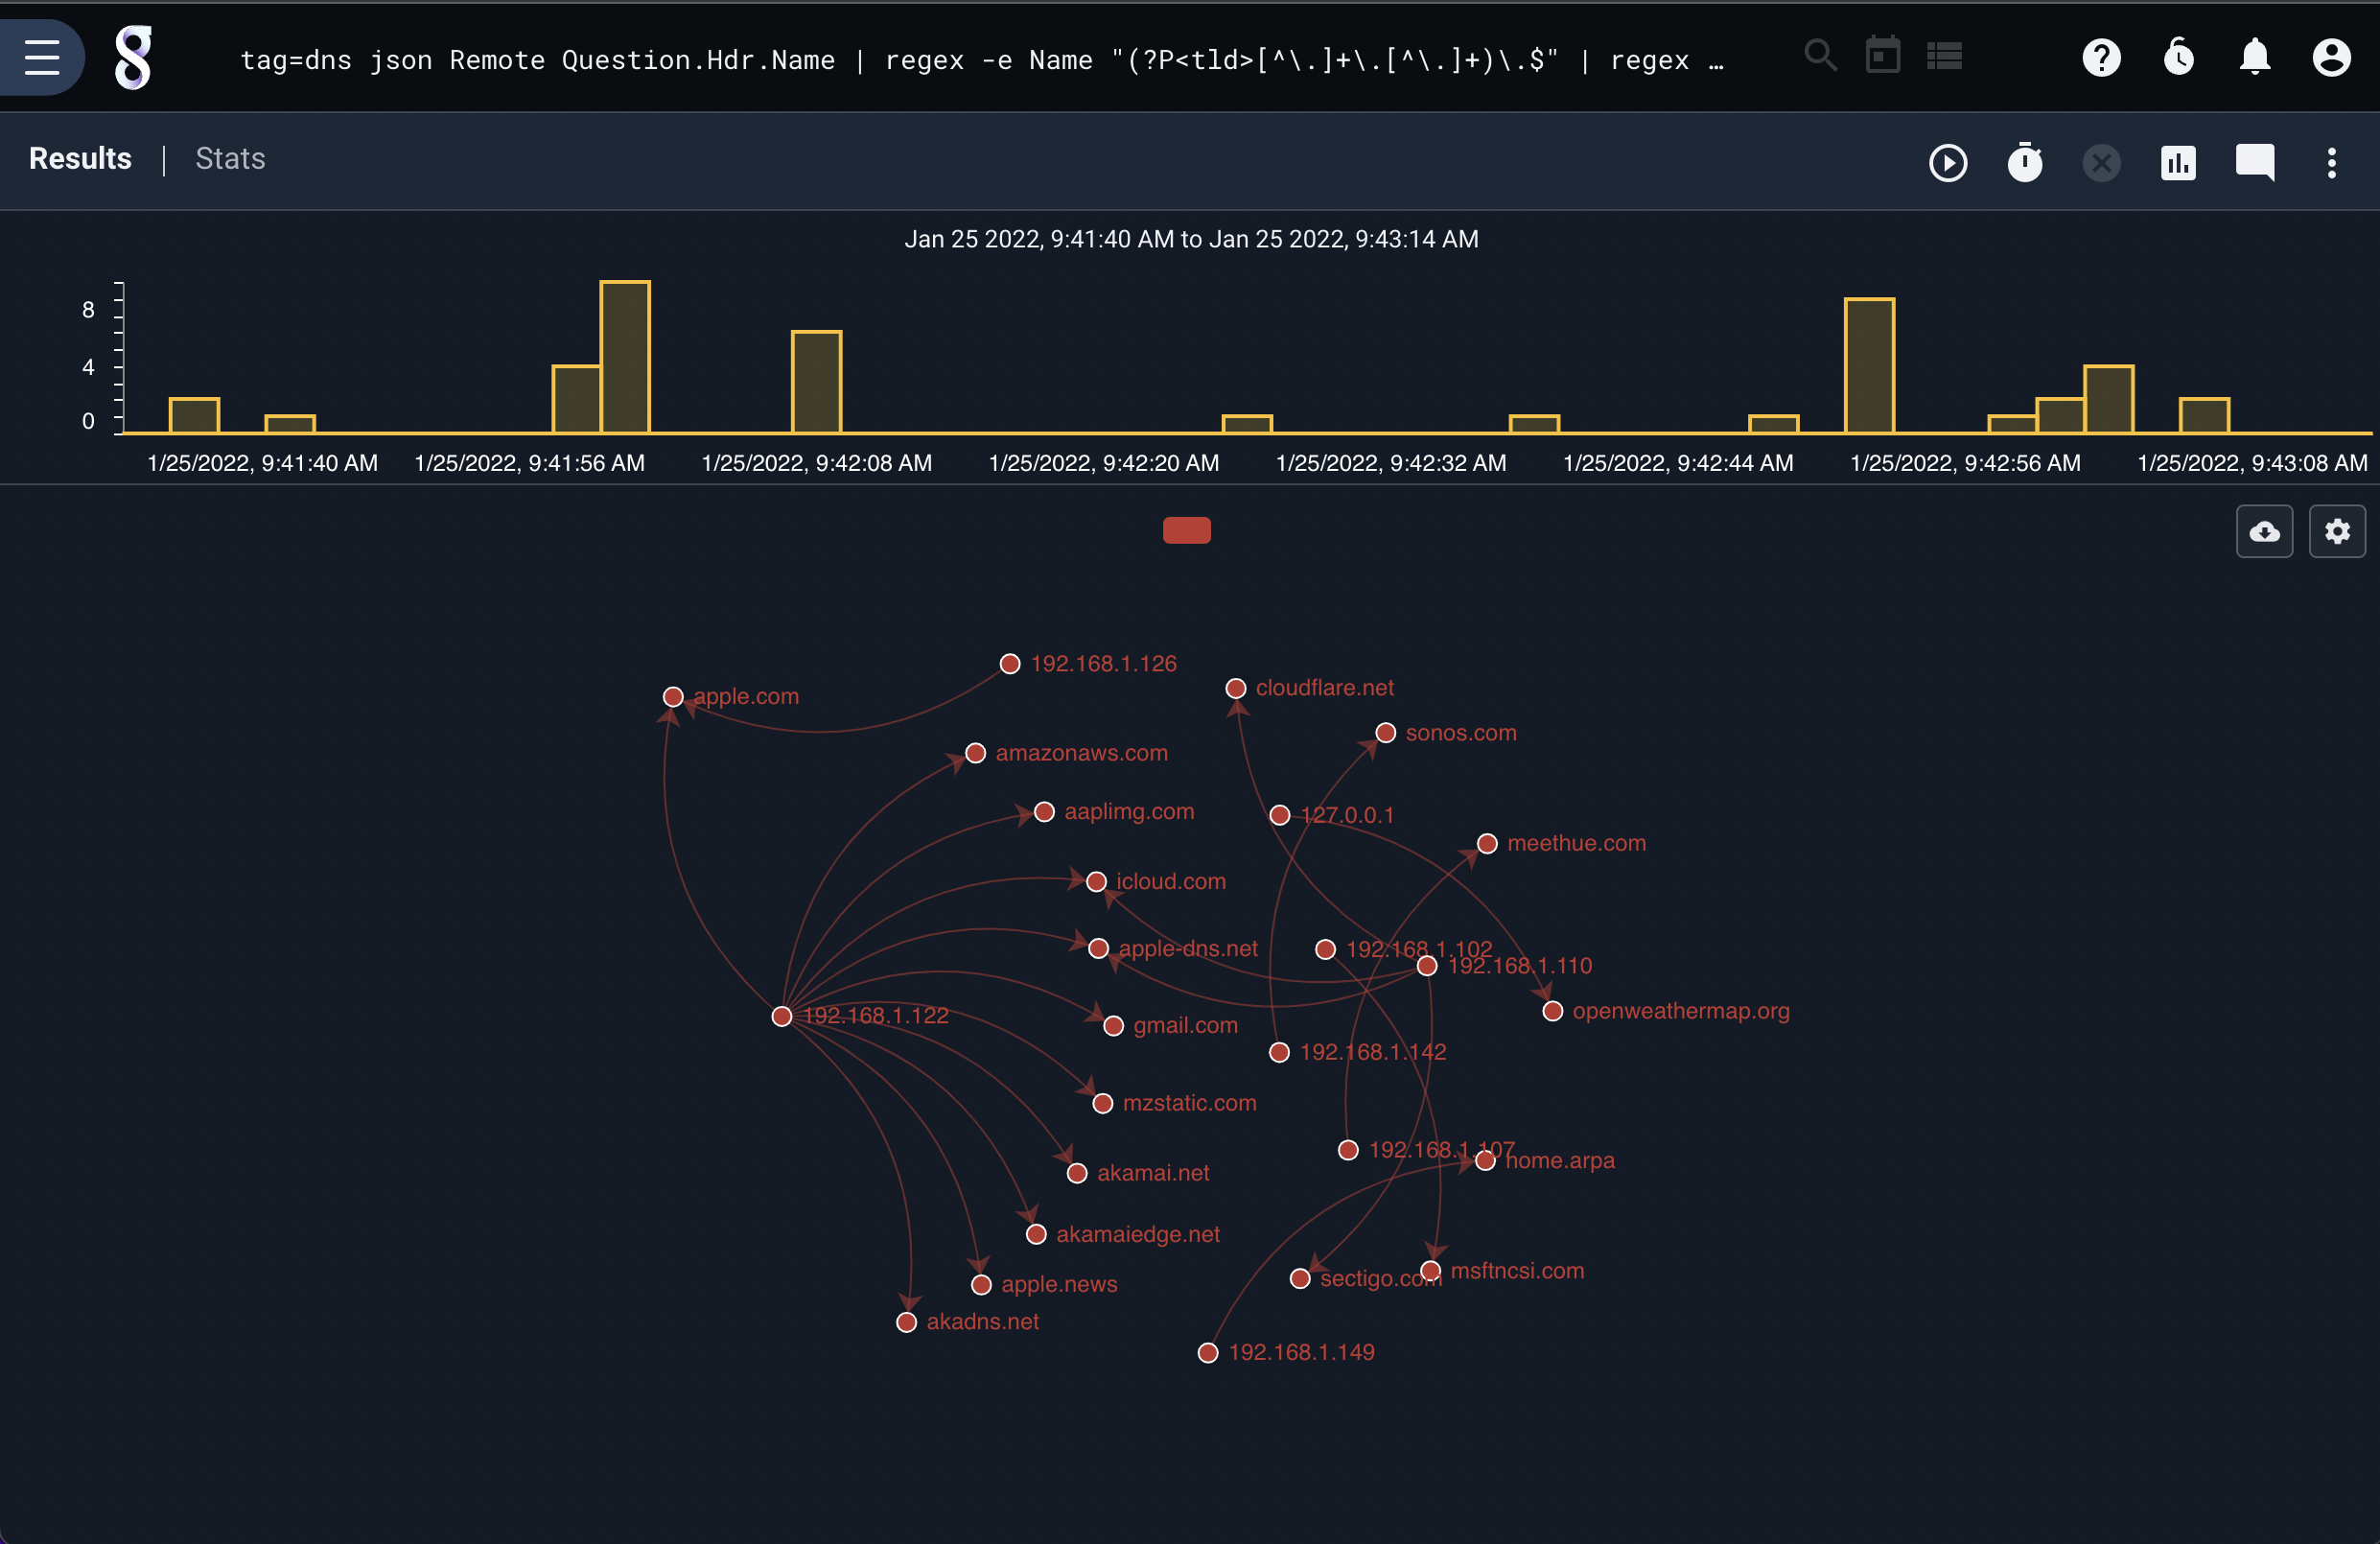 tag=dns json Remote Question.Hdr.Name | regex -e Name "(?P<tld>[^\.]+\.[^\.]+)\.$" | regex …
Results | Stats
Jan 25 2022, 9:41:40 AM to Jan 25 2022, 9:43:14 AM
8
4
0
1/25/2022, 9:41:40 AM 1/25/2022, 9:41:56 AM 1/25/2022, 9:42:08 AM 1/25/2022, 9:42:20 AM 1/25/2022, 9:42:32 AM 1/25/2022, 9:42:44 AM 1/25/2022, 9:42:56 AM 1/25/2022, 9:43:08 AM
192.168.1.126
cloudflare.net
apple.com
sonos.com
amazonaws.com
aaplimg.com
127.0.0.1
meethue.com
icloud.com
apple-dns.net
192.168.1.102
192.168.1.110
openweathermap.org
192.168.1.122
gmail.com
192.168.1.142
mzstatic.com
192.168.1.107
home.arpa
akamai.net
akamaiedge.net
msftncsi.com
sectigo.com
apple.news
akadns.net
192.168.1.149